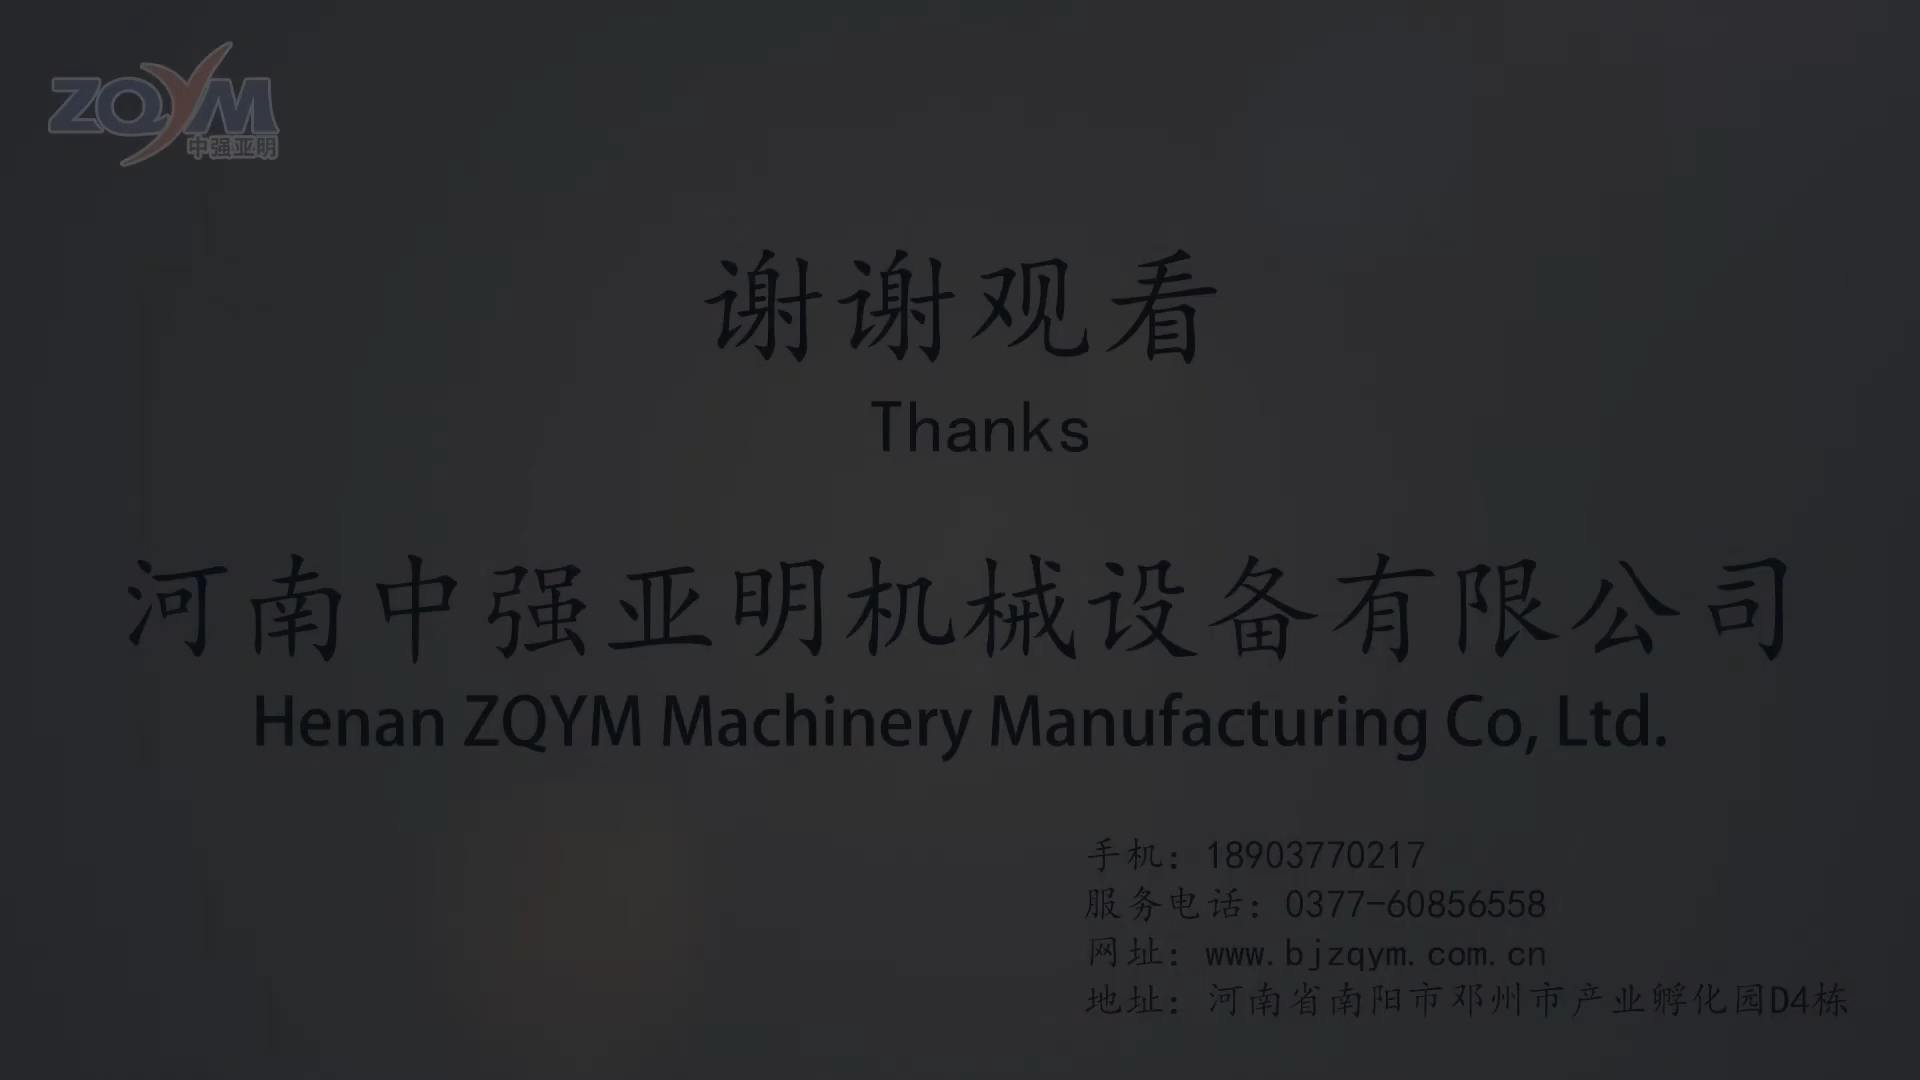 ZQYM
中强亚明
谢谢观看
Thanks
河南中强亚明机械设备有限公司
Henan ZQYM Machinery Manufacturing Co, Ltd.
手机：18903770217
服务电话：0377-60856558
网址：www.bjzqym.com.cn
地址：河南省南阳市邓州市产业孵化园D4栋